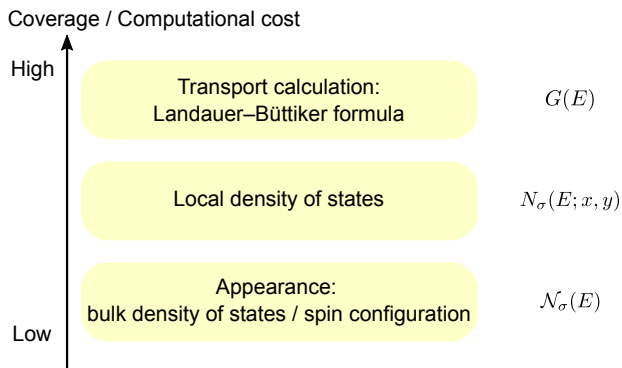 Coverage / Computational cost
High
Transport calculation:
Landauer–Büttiker formula
G(E)
Local density of states
N_σ(E; x, y)
Appearance:
bulk density of states / spin configuration
𝒩_σ(E)
Low